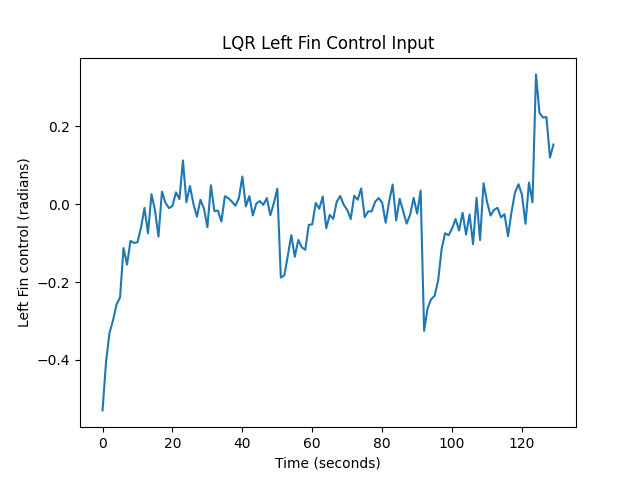 LQR Left Fin Control Input
Left Fin control (radians)
0.2
0.0
−0.2
−0.4
0 20 40 60 80 100 120
Time (seconds)